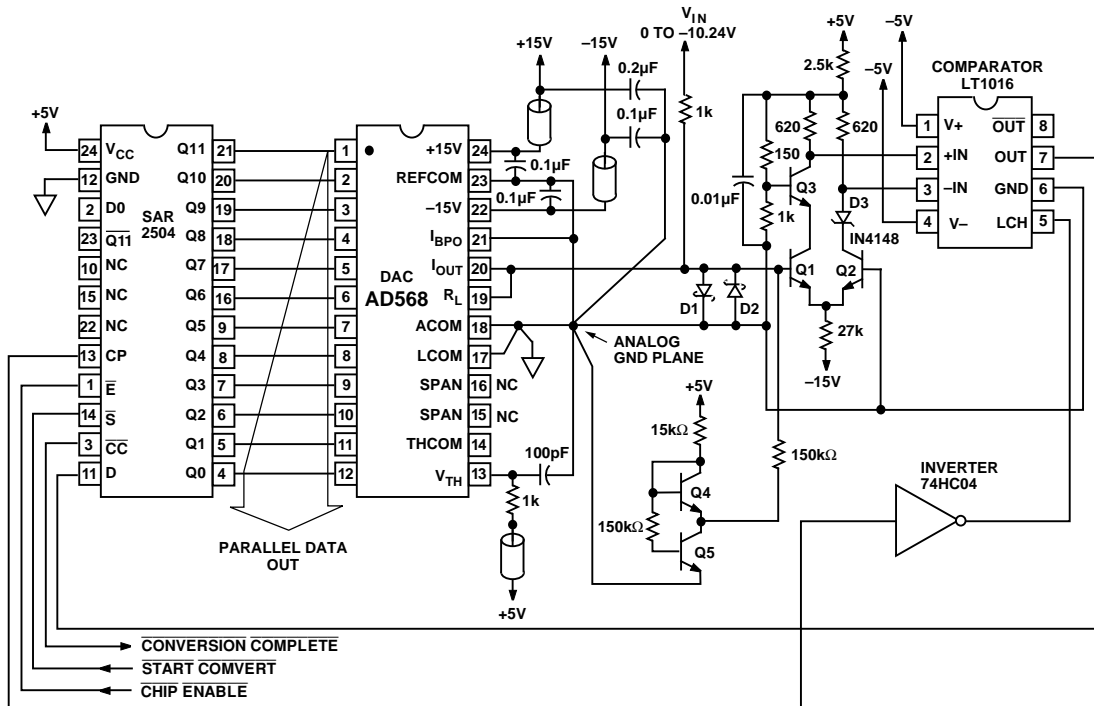 +5V
24 VCC
12 GND
2 D0
23 Q11
10 NC
15 NC
22 NC
13 CP
1 E
14 S
3 CC
11 D
SAR
2504
Q11 21
Q10 20
Q9 19
Q8 18
Q7 17
Q6 16
Q5 9
Q4 8
Q3 7
Q2 6
Q1 5
Q0 4
PARALLEL DATA
OUT
1
2
3
4
5
6
7
8
9
10
11
12
DAC
AD568
+15V 24
REFCOM 23
–15V 22
IBPO 21
IOUT 20
RL 19
ACOM 18
LCOM 17
SPAN 16 NC
SPAN 15 NC
THCOM 14
VTH 13
+15V
–15V
0.2µF
0.1µF
0.1µF
0.1µF
100pF
1k
+5V
VIN
0 TO –10.24V
1k
D1
D2
ANALOG
GND PLANE
+5V
15kΩ
Q4
150kΩ
Q5
150kΩ
+5V
2.5k
620
620
150
0.01µF
1k
Q3
D3
IN4148
Q1
Q2
27k
–15V
–5V
–5V
COMPARATOR
LT1016
1 V+
2 +IN
3 –IN
4 V–
OUT 8
OUT 7
GND 6
LCH 5
INVERTER
74HC04
CONVERSION COMPLETE
START COMVERT
CHIP ENABLE